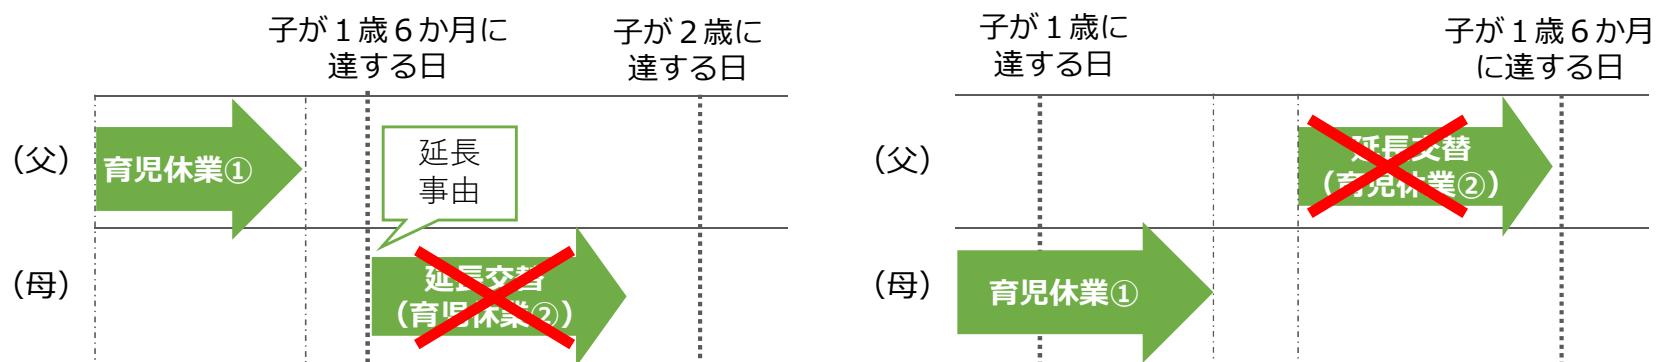 子が１歳６か月に
達する日
子が２歳に
達する日
（父）
育児休業①
延長
事由
（母）
延長交替
（育児休業②）
子が１歳に
達する日
子が１歳６か月
に達する日
（父）
延長交替
（育児休業②）
（母）
育児休業①